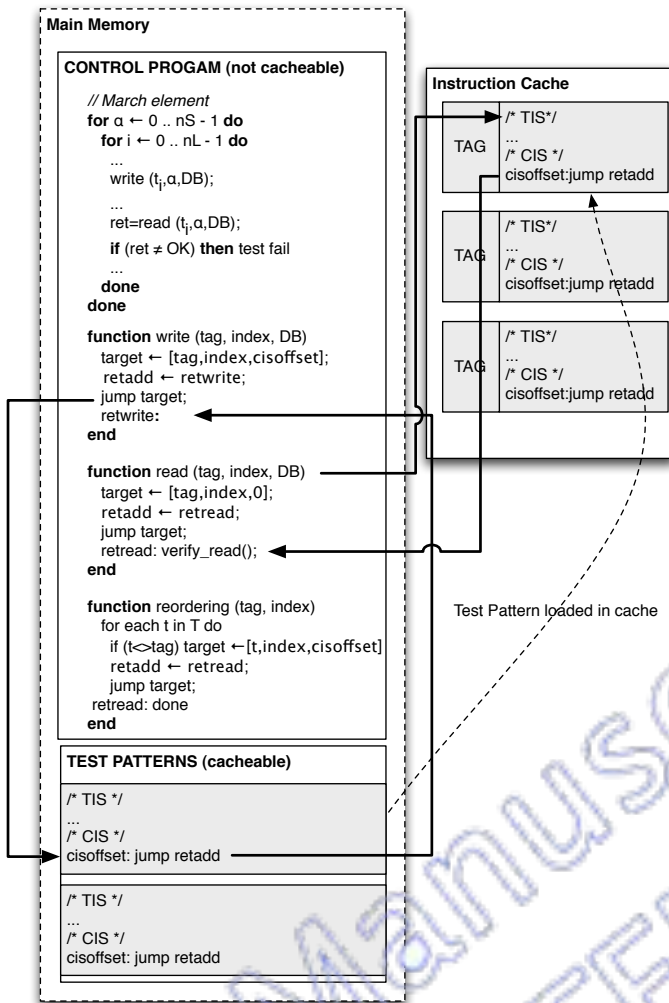 Main Memory
CONTROL PROGAM (not cacheable)
// March element
for α ← 0 .. nS - 1 do
for i ← 0 .. nL - 1 do
...
write (ti,α,DB);
...
ret=read (ti,α,DB);
if (ret ≠ OK) then test fail
...
done
done
function write (tag, index, DB)
target ← [tag,index,cisoffset];
retadd ← retwrite;
jump target;
retwrite:
end
function read (tag, index, DB)
target ← [tag,index,0];
retadd ← retread;
jump target;
retread: verify_read();
end
function reordering (tag, index)
for each t in T do
if (t<>tag) target ←[t,index,cisoffset]
retadd ← retread;
jump target;
retread: done
end
TEST PATTERNS (cacheable)
/* TIS */
...
/* CIS */
cisoffset: jump retadd
/* TIS */
...
/* CIS */
cisoffset: jump retadd
Instruction Cache
TAG
/* TIS*/
...
/* CIS */
cisoffset:jump retadd
TAG
/* TIS*/
...
/* CIS */
cisoffset:jump retadd
TAG
/* TIS*/
...
/* CIS */
cisoffset:jump retadd
Test Pattern loaded in cache